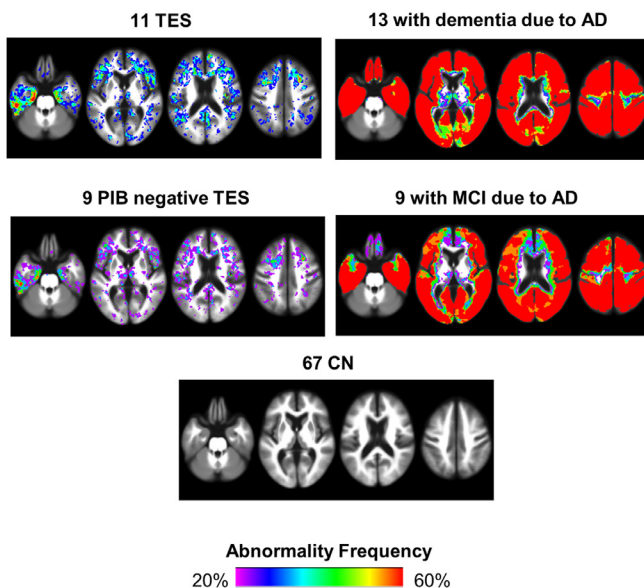 11 TES
13 with dementia due to AD
9 PIB negative TES
9 with MCI due to AD
67 CN
Abnormality Frequency
20%
60%